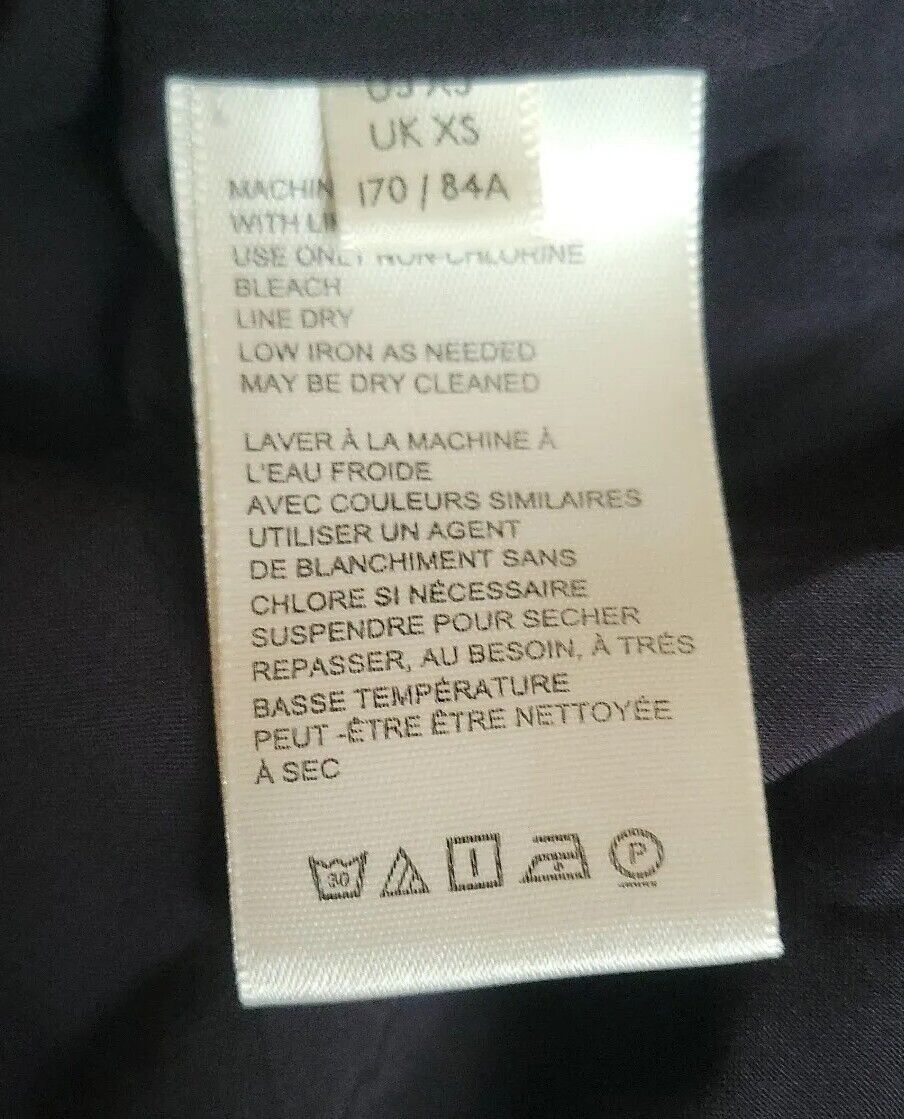 UK XS
170 / 84A
MACHIN
WITH LI
USE ONLY NON-CHLORINE
BLEACH
LINE DRY
LOW IRON AS NEEDED
MAY BE DRY CLEANED
LAVER À LA MACHINE À
L'EAU FROIDE
AVEC COULEURS SIMILAIRES
UTILISER UN AGENT
DE BLANCHIMENT SANS
CHLORE SI NÉCESSAIRE
SUSPENDRE POUR SECHER
REPASSER, AU BESOIN, À TRÉS
BASSE TEMPÉRATURE
PEUT -ÊTRE ÊTRE NETTOYÉE
À SEC
30
P